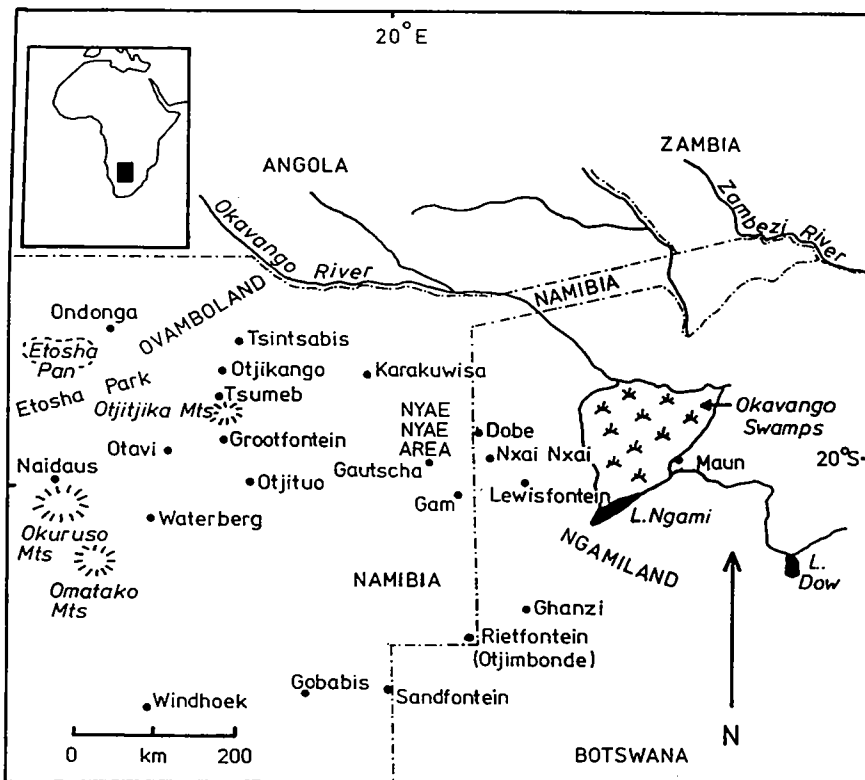 20°E
ANGOLA
ZAMBIA
Okavango
River
Zambezi
River
NAMIBIA
OVAMBOLAND
Ondonga
Etosha
Pan
Etosha Park
Tsintsabis
Otjikango
Karakuwisa
Otjitjika Mts
Tsumeb
NYAE
NYAE
AREA
Dobe
Okavango
Swamps
Grootfontein
Otavi
Nxai Nxai
Gautscha
Maun
20°S
Naidaus
Otjituo
Gam
Lewisfontein
L.Ngami
Waterberg
Okuruso
Mts
NGAMILAND
Omatako
Mts
L.
Dow
NAMIBIA
Ghanzi
Rietfontein
(Otjimbonde)
Gobabis
Sandfontein
Windhoek
0 km 200
N
BOTSWANA